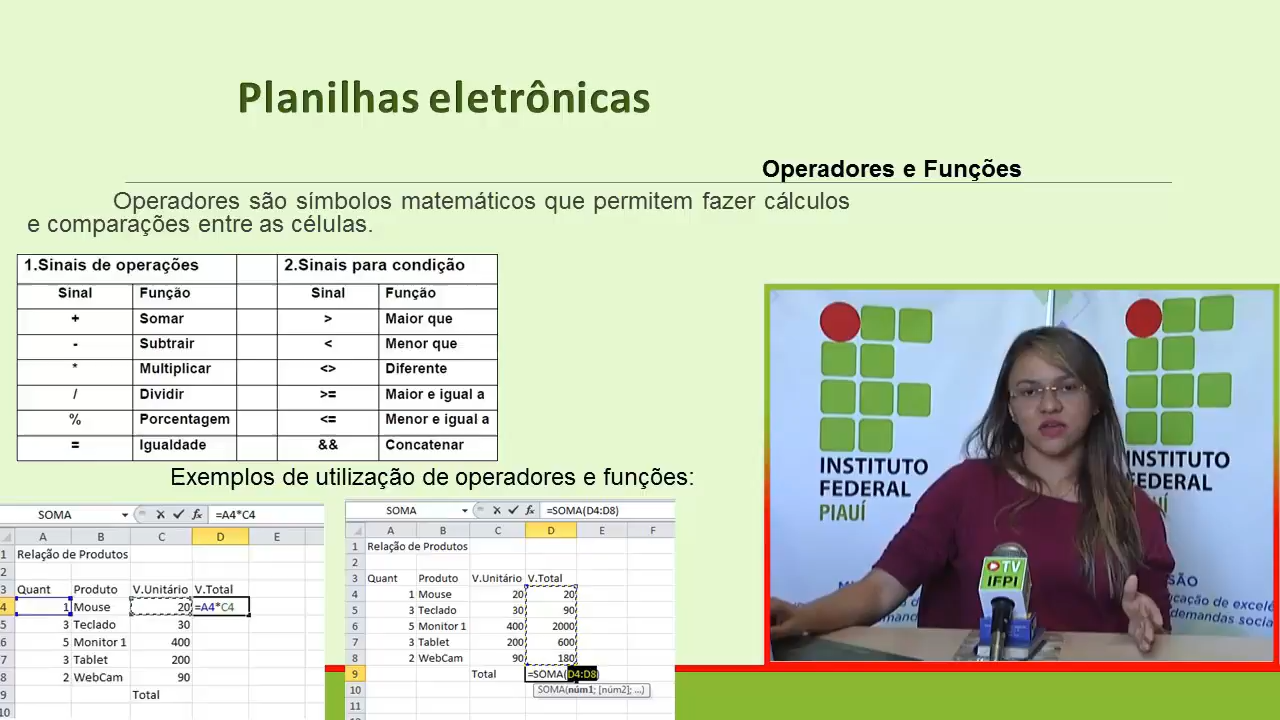 Planilhas eletrônicas
Operadores e Funções
Operadores são símbolos matemáticos que permitem fazer cálculos
e comparações entre as células.
1.Sinais de operações 2.Sinais para condição
Sinal Função Sinal Função
+ Somar > Maior que
- Subtrair < Menor que
* Multiplicar <> Diferente
/ Dividir >= Maior e igual a
% Porcentagem <= Menor e igual a
= Igualdade && Concatenar
Exemplos de utilização de operadores e funções:
SOMA fx =A4*C4
A B C D E
1 Relação de Produtos
2
3 Quant Produto V.Unitário V.Total
4 1 Mouse 20 =A4*C4
5 3 Teclado 30
6 5 Monitor 1 400
7 3 Tablet 200
8 2 WebCam 90
9 Total
10
SOMA fx =SOMA(D4:D8)
A B C D E F
1 Relação de Produtos
2
3 Quant Produto V.Unitário V.Total
4 1 Mouse 20 20
5 3 Teclado 30 90
6 5 Monitor 1 400 2000
7 3 Tablet 200 600
8 2 WebCam 90 180
9 Total =SOMA(D4:D8)
10 SOMA(núm1; [núm2]; ...)
11
INSTITUTO
FEDERAL
PIAUÍ
INSTITUTO
FEDERAL
TV
IFPI